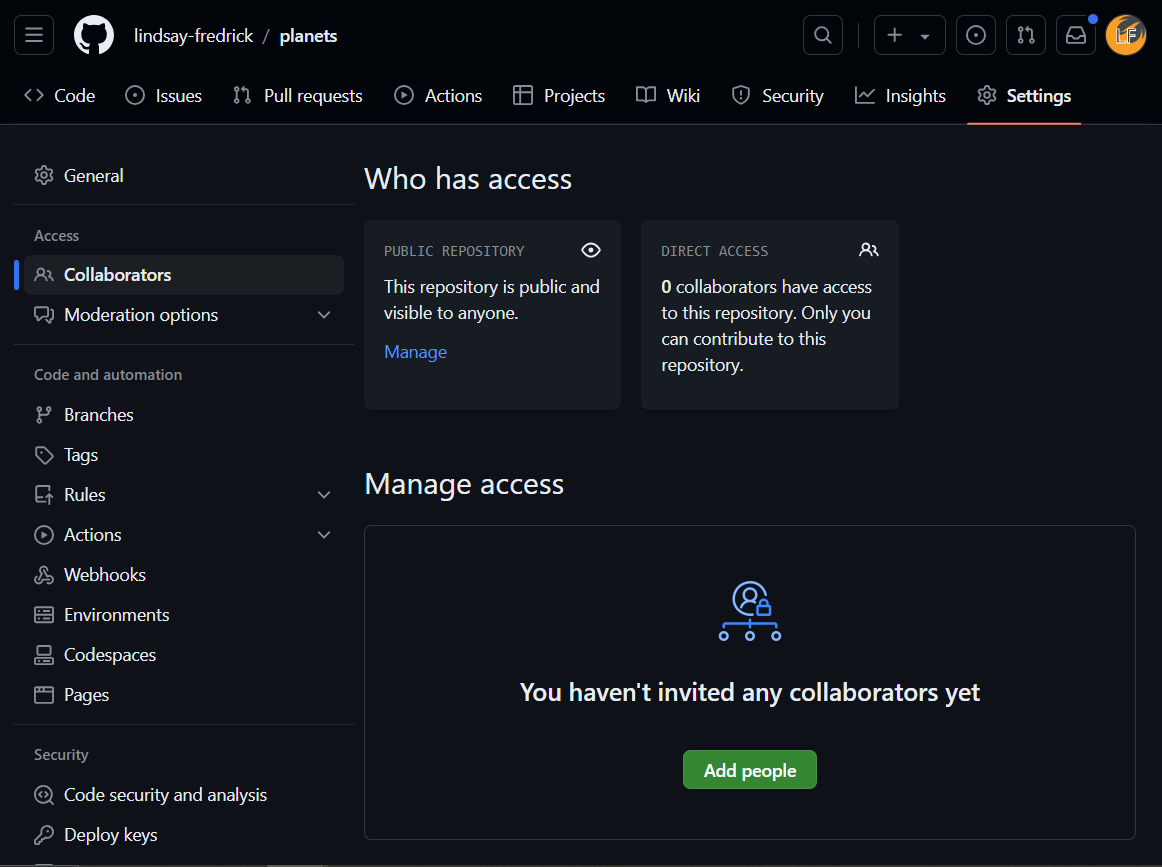 lindsay-fredrick / planets
LF
Code
Issues
Pull requests
Actions
Projects
Wiki
Security
Insights
Settings
General
Access
Collaborators
Moderation options
Code and automation
Branches
Tags
Rules
Actions
Webhooks
Environments
Codespaces
Pages
Security
Code security and analysis
Deploy keys
Who has access
PUBLIC REPOSITORY
This repository is public and
visible to anyone.
Manage
DIRECT ACCESS
0 collaborators have access
to this repository. Only you
can contribute to this
repository.
Manage access
You haven't invited any collaborators yet
Add people